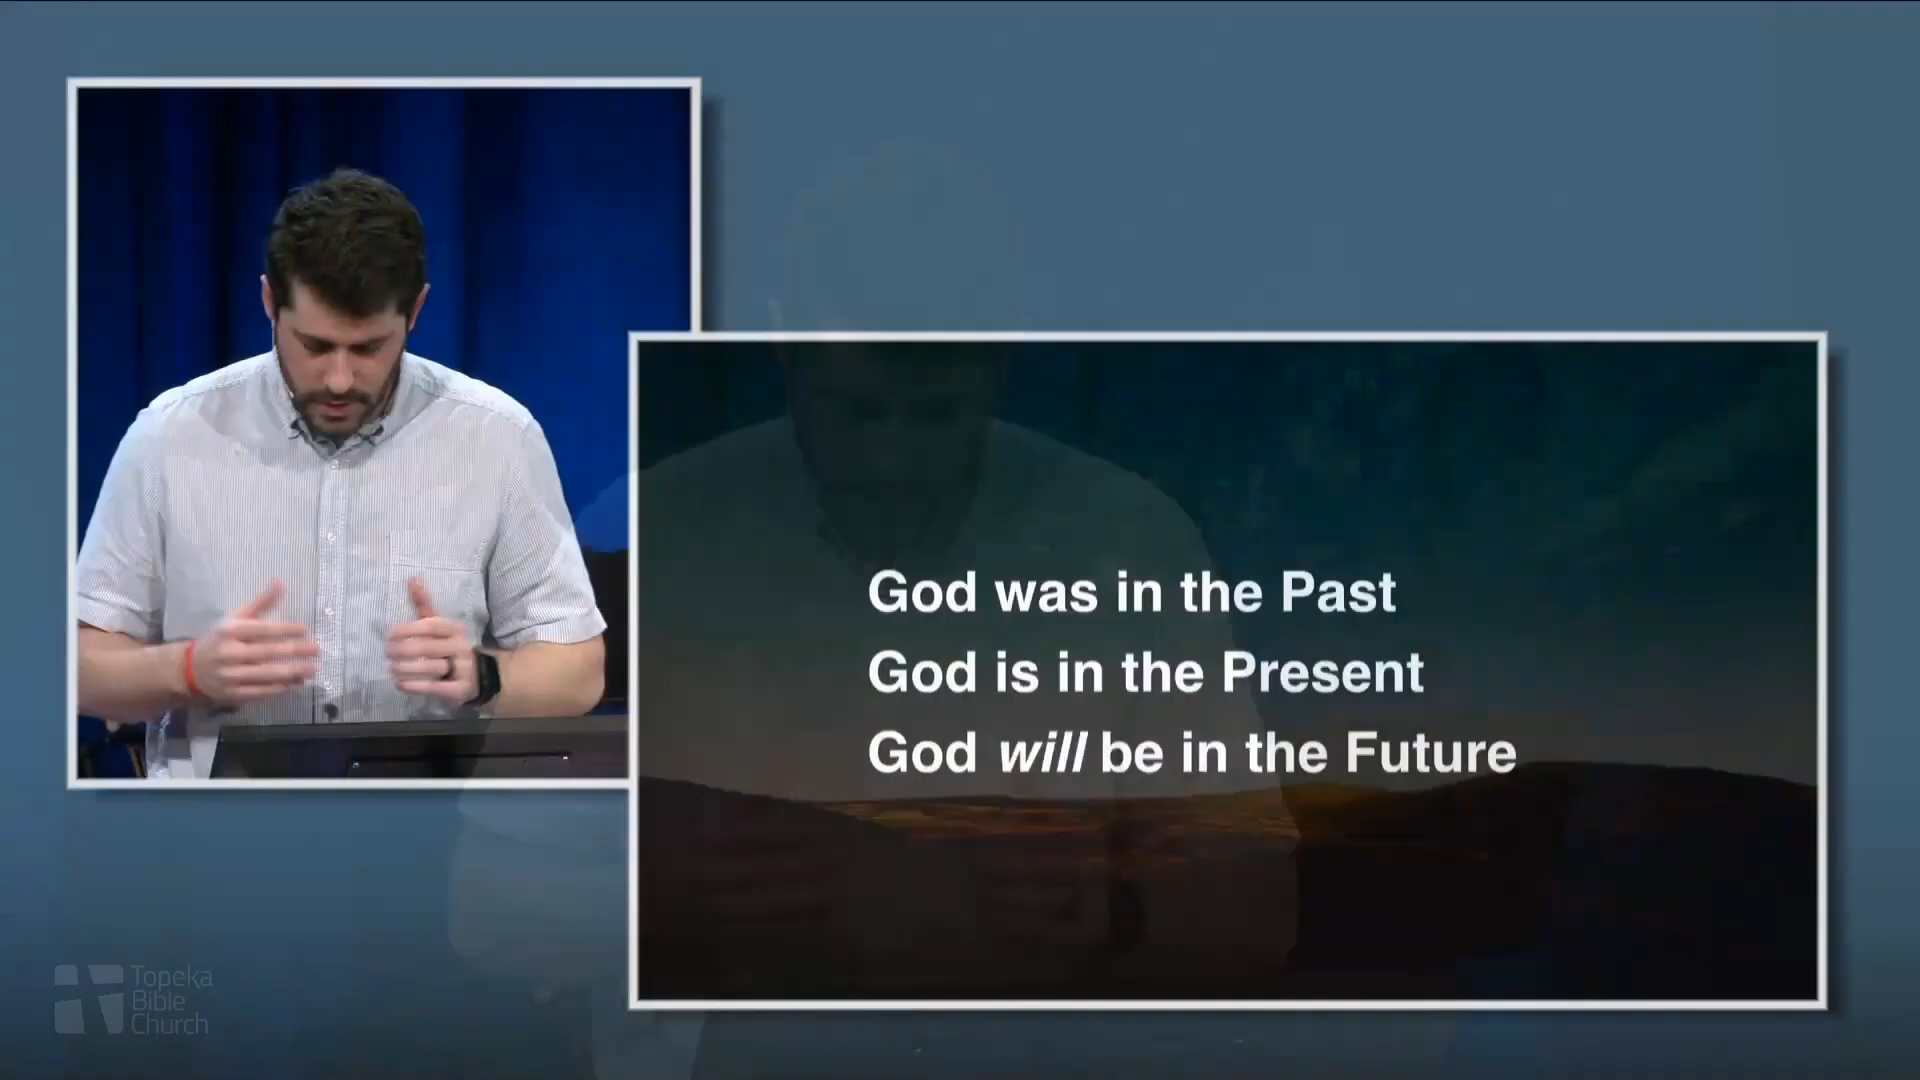 God was in the Past
God is in the Present
God will be in the Future
Topeka
Bible
Church